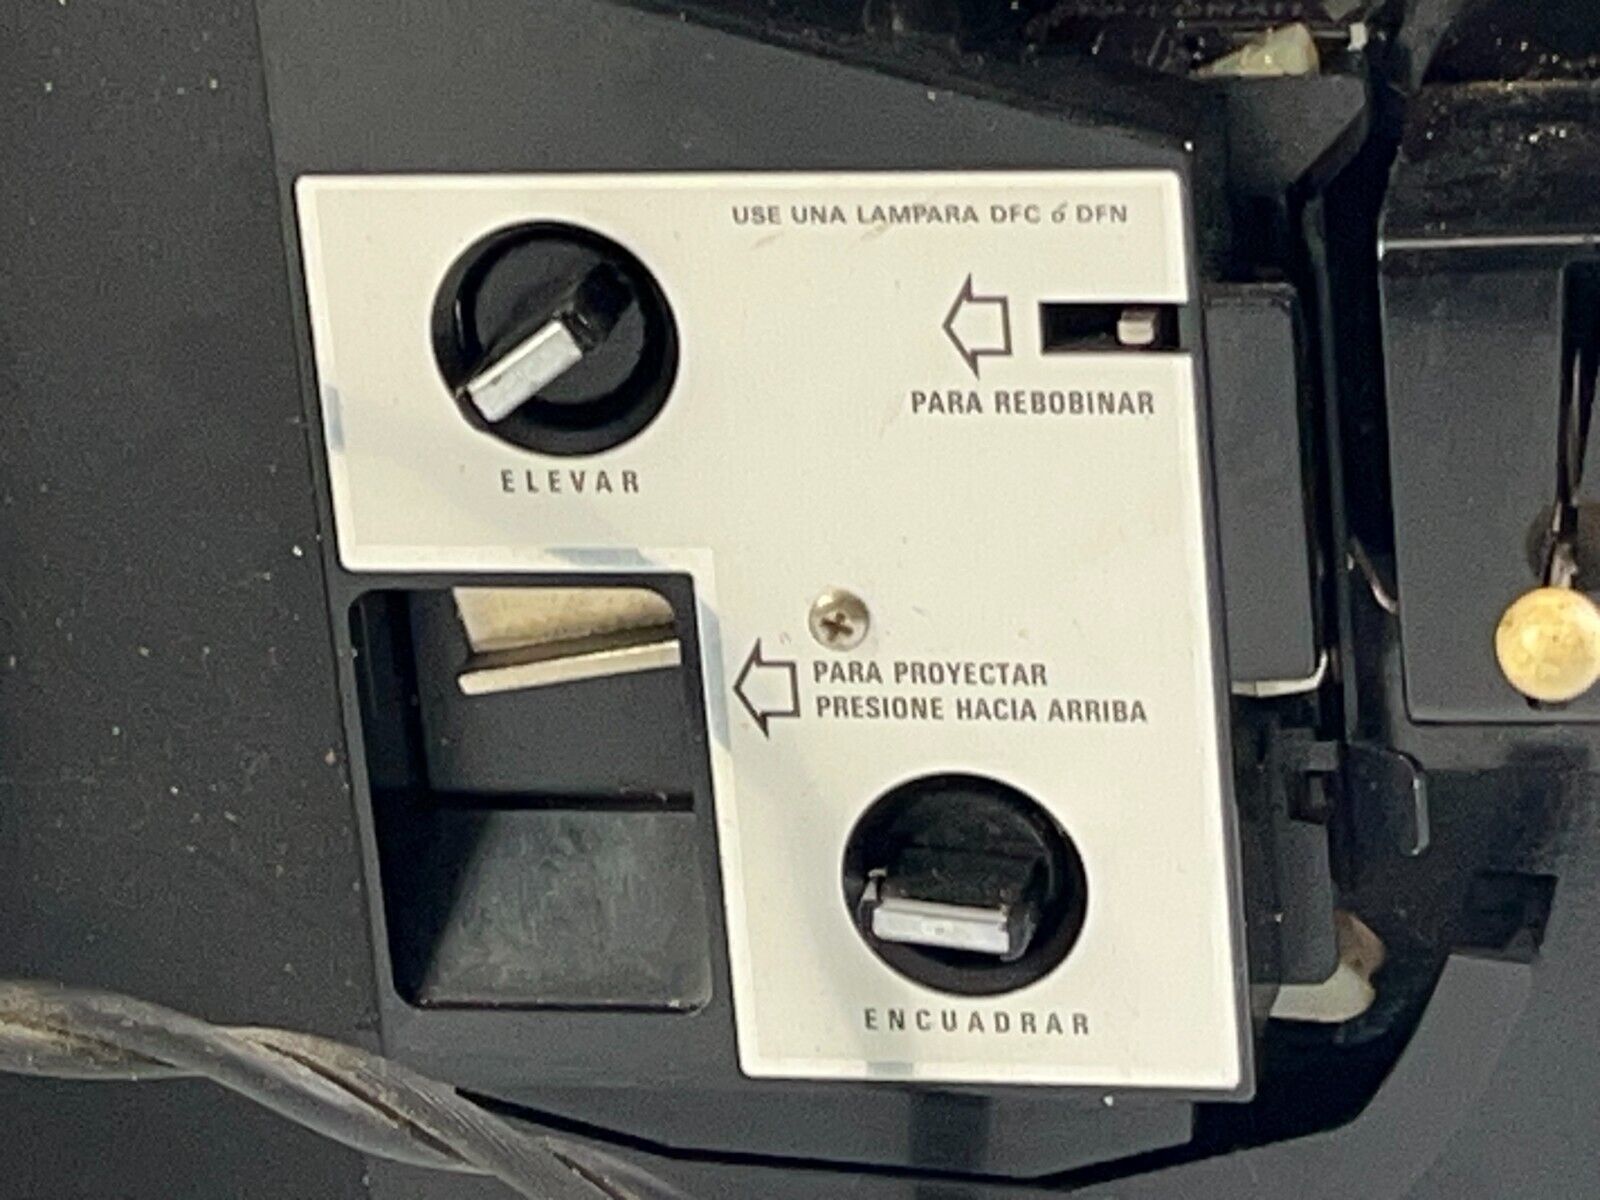 USE UNA LAMPARA DFC ó DFN
PARA REBOBINAR
ELEVAR
PARA PROYECTAR
PRESIONE HACIA ARRIBA
ENCUADRAR